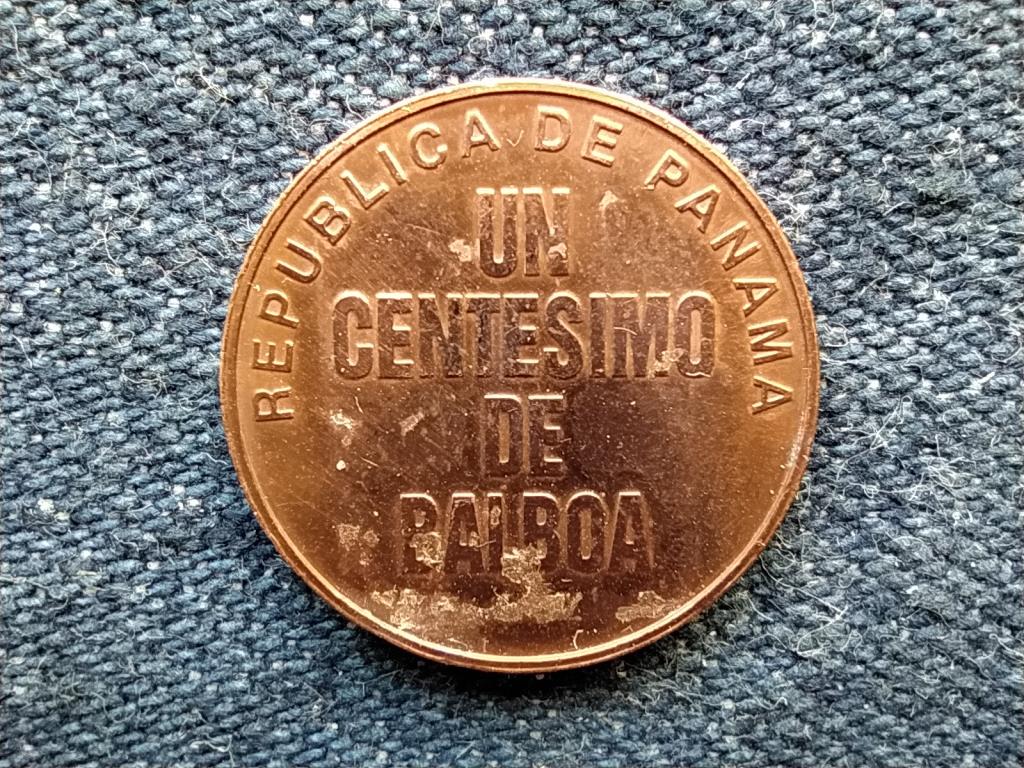 REPUBLICA DE PANAMA
UN
CENTESIMO
DE
BALBOA